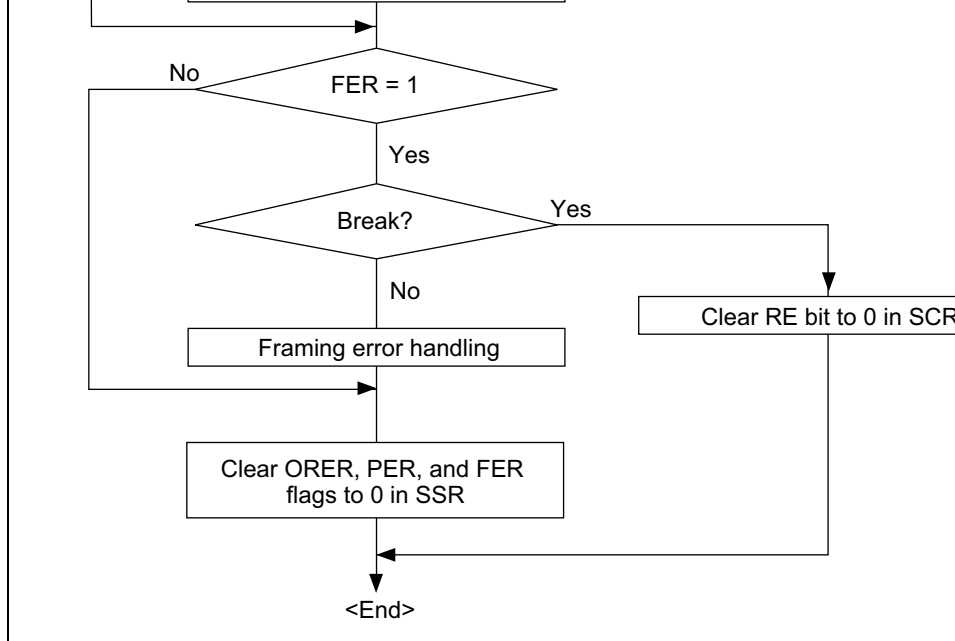 No
FER = 1
Yes
Break?
Yes
No
Clear RE bit to 0 in SCR
Framing error handling
Clear ORER, PER, and FER
flags to 0 in SSR
<End>